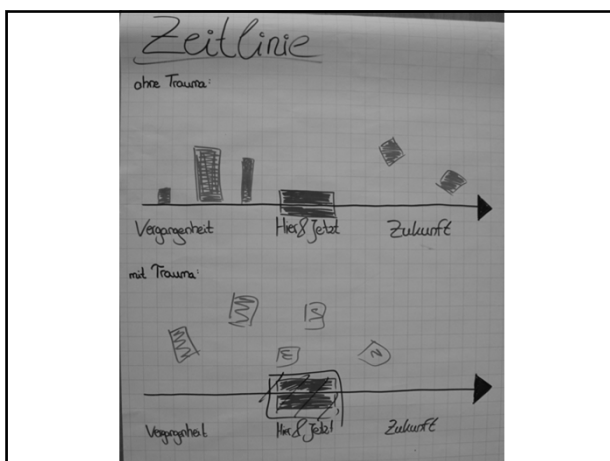 Zeitlinie
ohne Trauma:
Vergangenheit Hier & Jetzt Zukunft
mit Trauma:
Vergangenheit Hier & Jetzt Zukunft